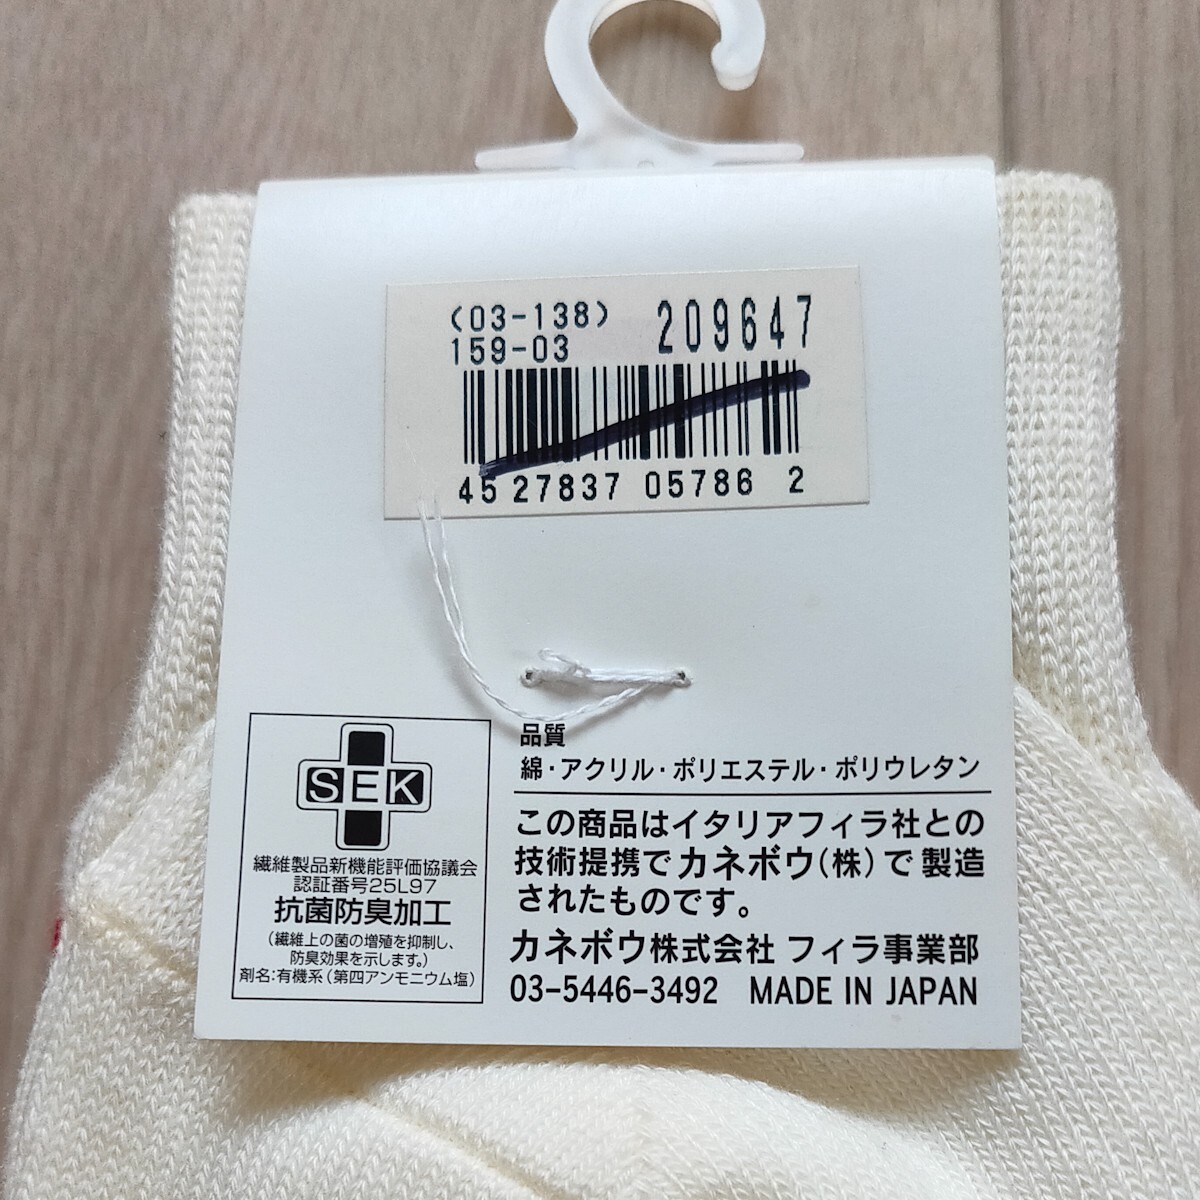 (03-138)
159-03
209647
45 27837 05786 2
SEK
繊維製品新機能評価協議会
認証番号25L97
抗菌防臭加工
(繊維上の菌の増殖を抑制し、
防臭効果を示します。)
剤名:有機系(第四アンモニウム塩)
品質
綿・アクリル・ポリエステル・ポリウレタン
この商品はイタリアフィラ社との
技術提携でカネボウ(株)で製造
されたものです。
カネボウ株式会社 フィラ事業部
03-5446-3492 MADE IN JAPAN